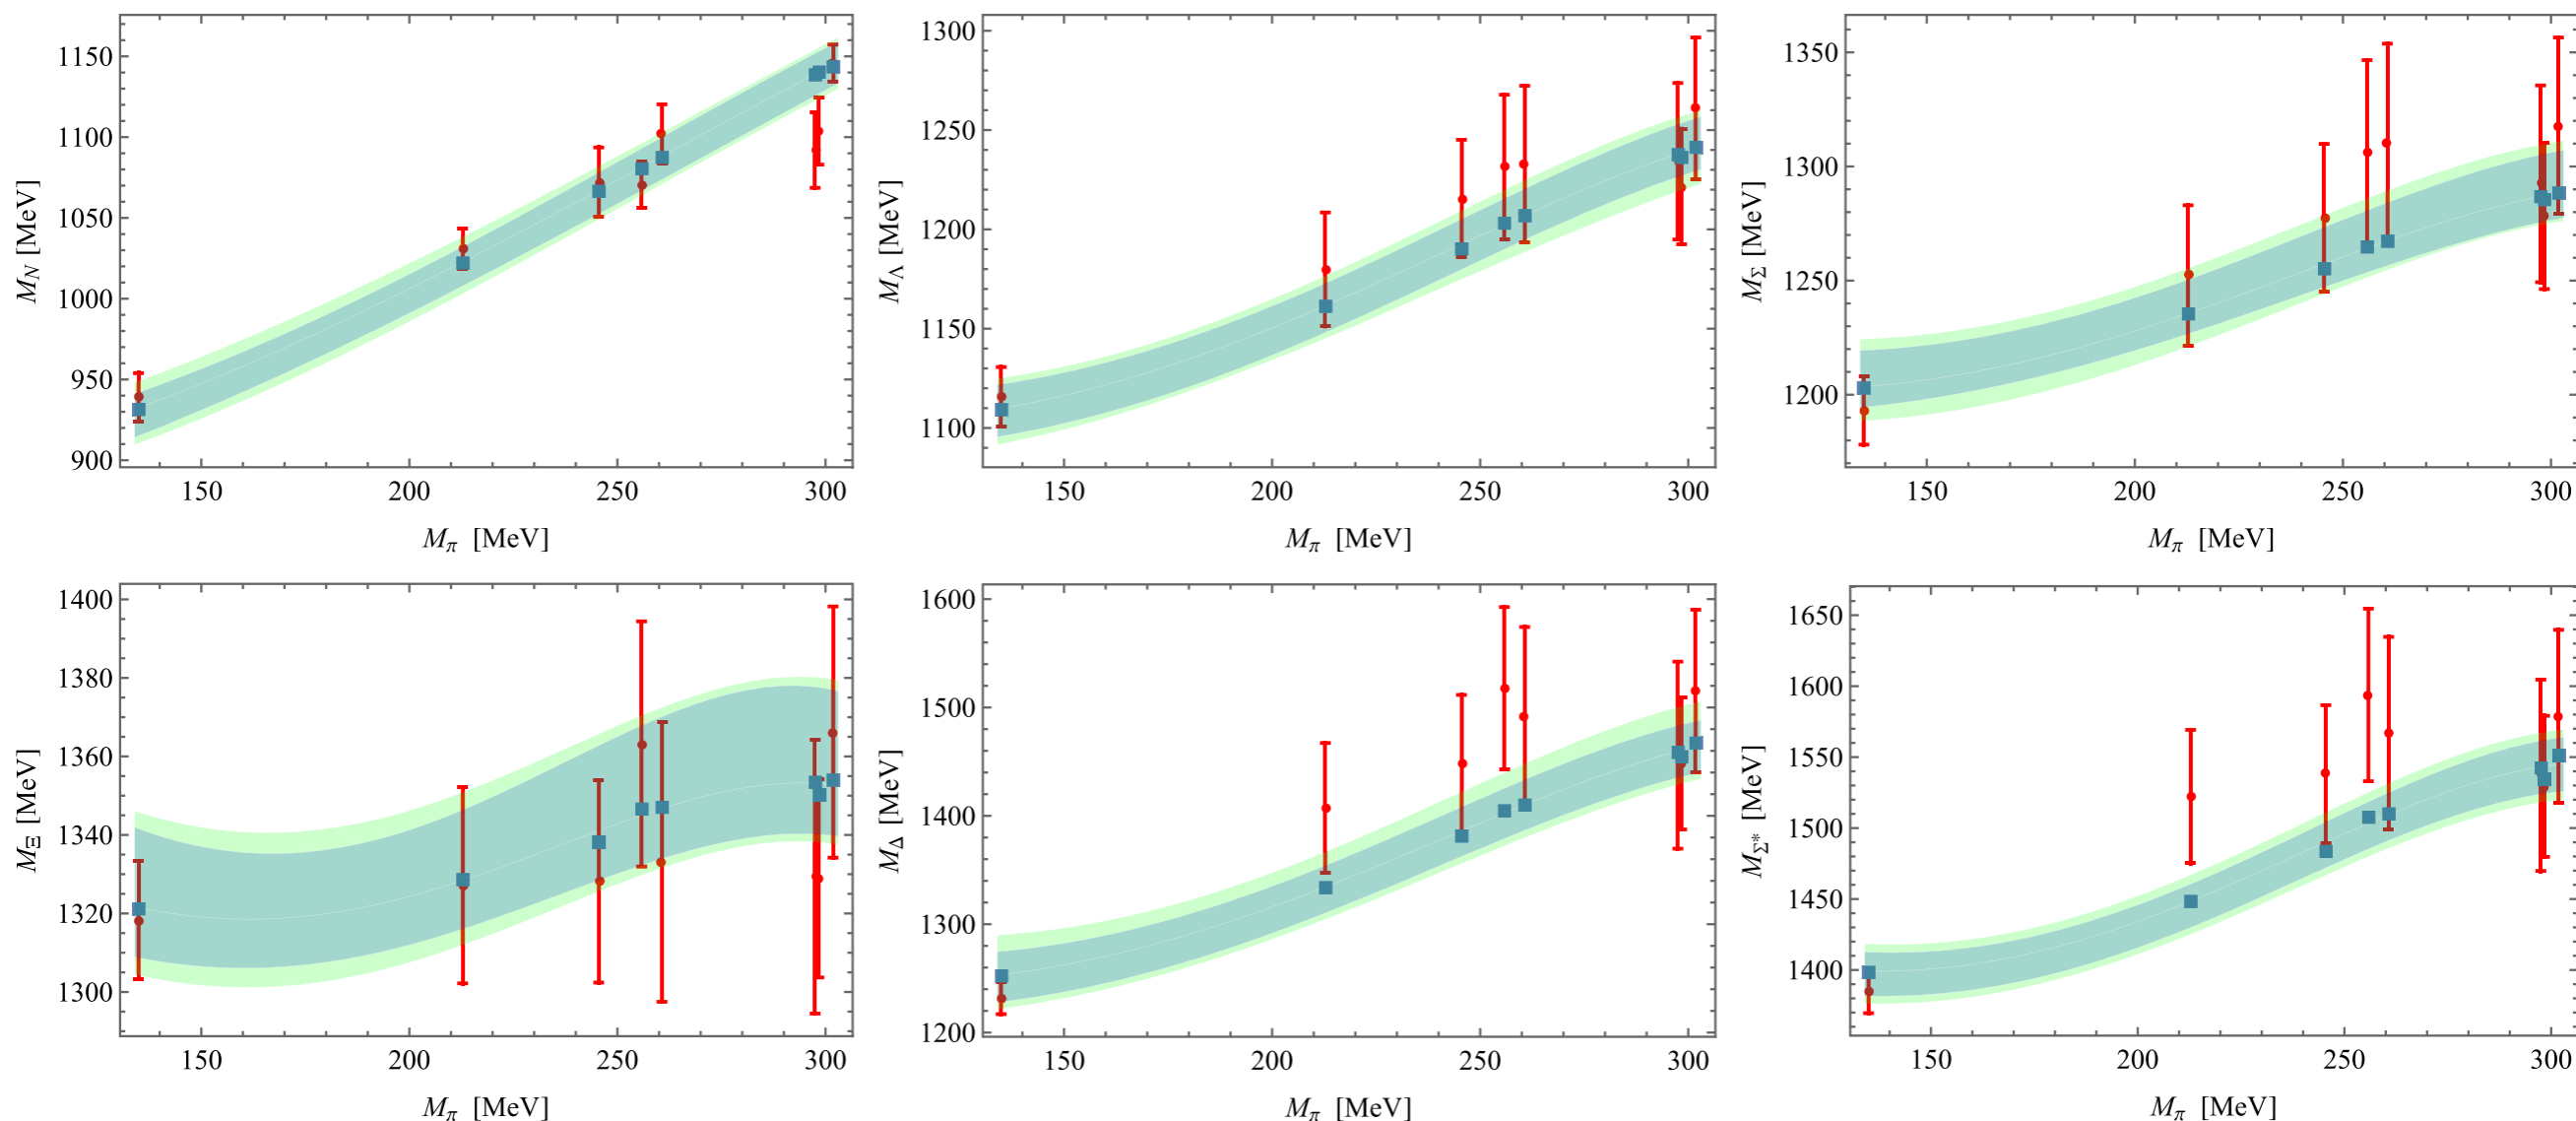 1150
1100
1050
1000
950
900
M_N [MeV]
150 200 250 300
M_π [MeV]
1300
1250
1200
1150
1100
M_Λ [MeV]
150 200 250 300
M_π [MeV]
1350
1300
1250
1200
M_Σ [MeV]
150 200 250 300
M_π [MeV]
1400
1380
1360
1340
1320
1300
M_Ξ [MeV]
150 200 250 300
M_π [MeV]
1600
1500
1400
1300
1200
M_Δ [MeV]
150 200 250 300
M_π [MeV]
1650
1600
1550
1500
1450
1400
M_Σ* [MeV]
150 200 250 300
M_π [MeV]